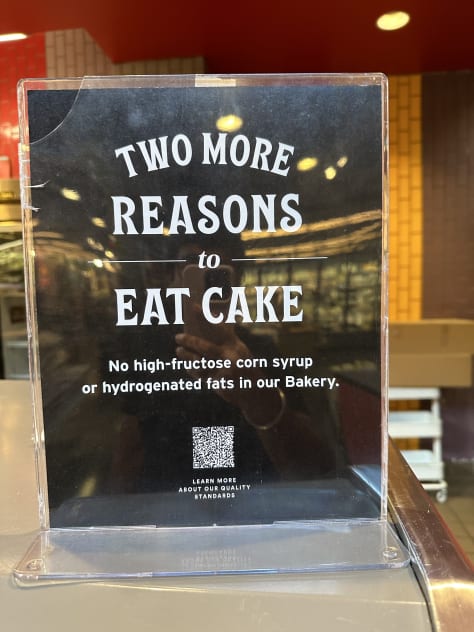 TWO MORE
REASONS
to
EAT CAKE
No high-fructose corn syrup
or hydrogenated fats in our Bakery.
LEARN MORE
ABOUT OUR QUALITY
STANDARDS